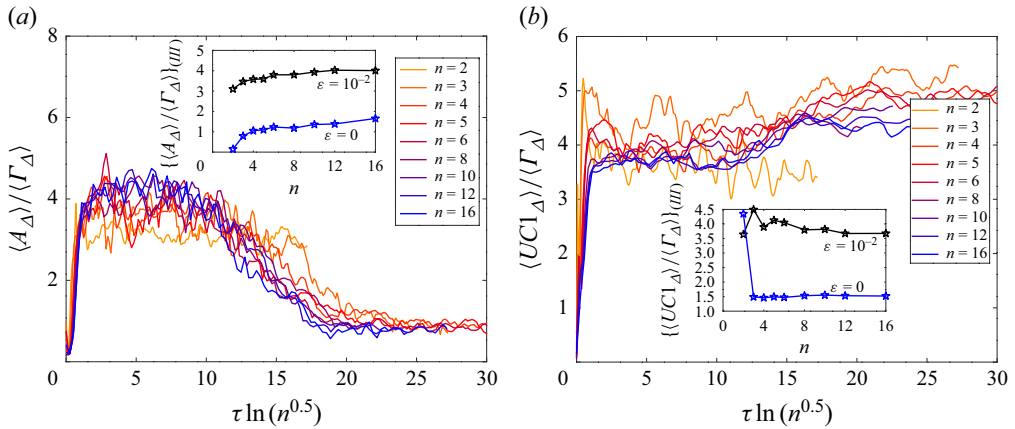 (a)
8
6
4
2
0 5 10 15 20 25 30
⟨A_Δ⟩/⟨Γ_Δ⟩
τ ln (n^0.5)
5
4
3
2
1
4 8 12 16
{⟨A_Δ⟩/⟨Γ_Δ⟩}_(III)
n
ε = 10^−2
ε = 0
n = 2
n = 3
n = 4
n = 5
n = 6
n = 8
n = 10
n = 12
n = 16
(b)
6
5
4
3
2
1
0 5 10 15 20 25 30
⟨UC1_Δ⟩/⟨Γ_Δ⟩
τ ln (n^0.5)
n = 2
n = 3
n = 4
n = 5
n = 6
n = 8
n = 10
n = 12
n = 16
4.5
4.0
3.5
3.0
2.5
2.0
1.5
1.0
0 4 8 12 16
{⟨UC1_Δ⟩/⟨Γ_Δ⟩}_(III)
n
ε = 10^−2
ε = 0